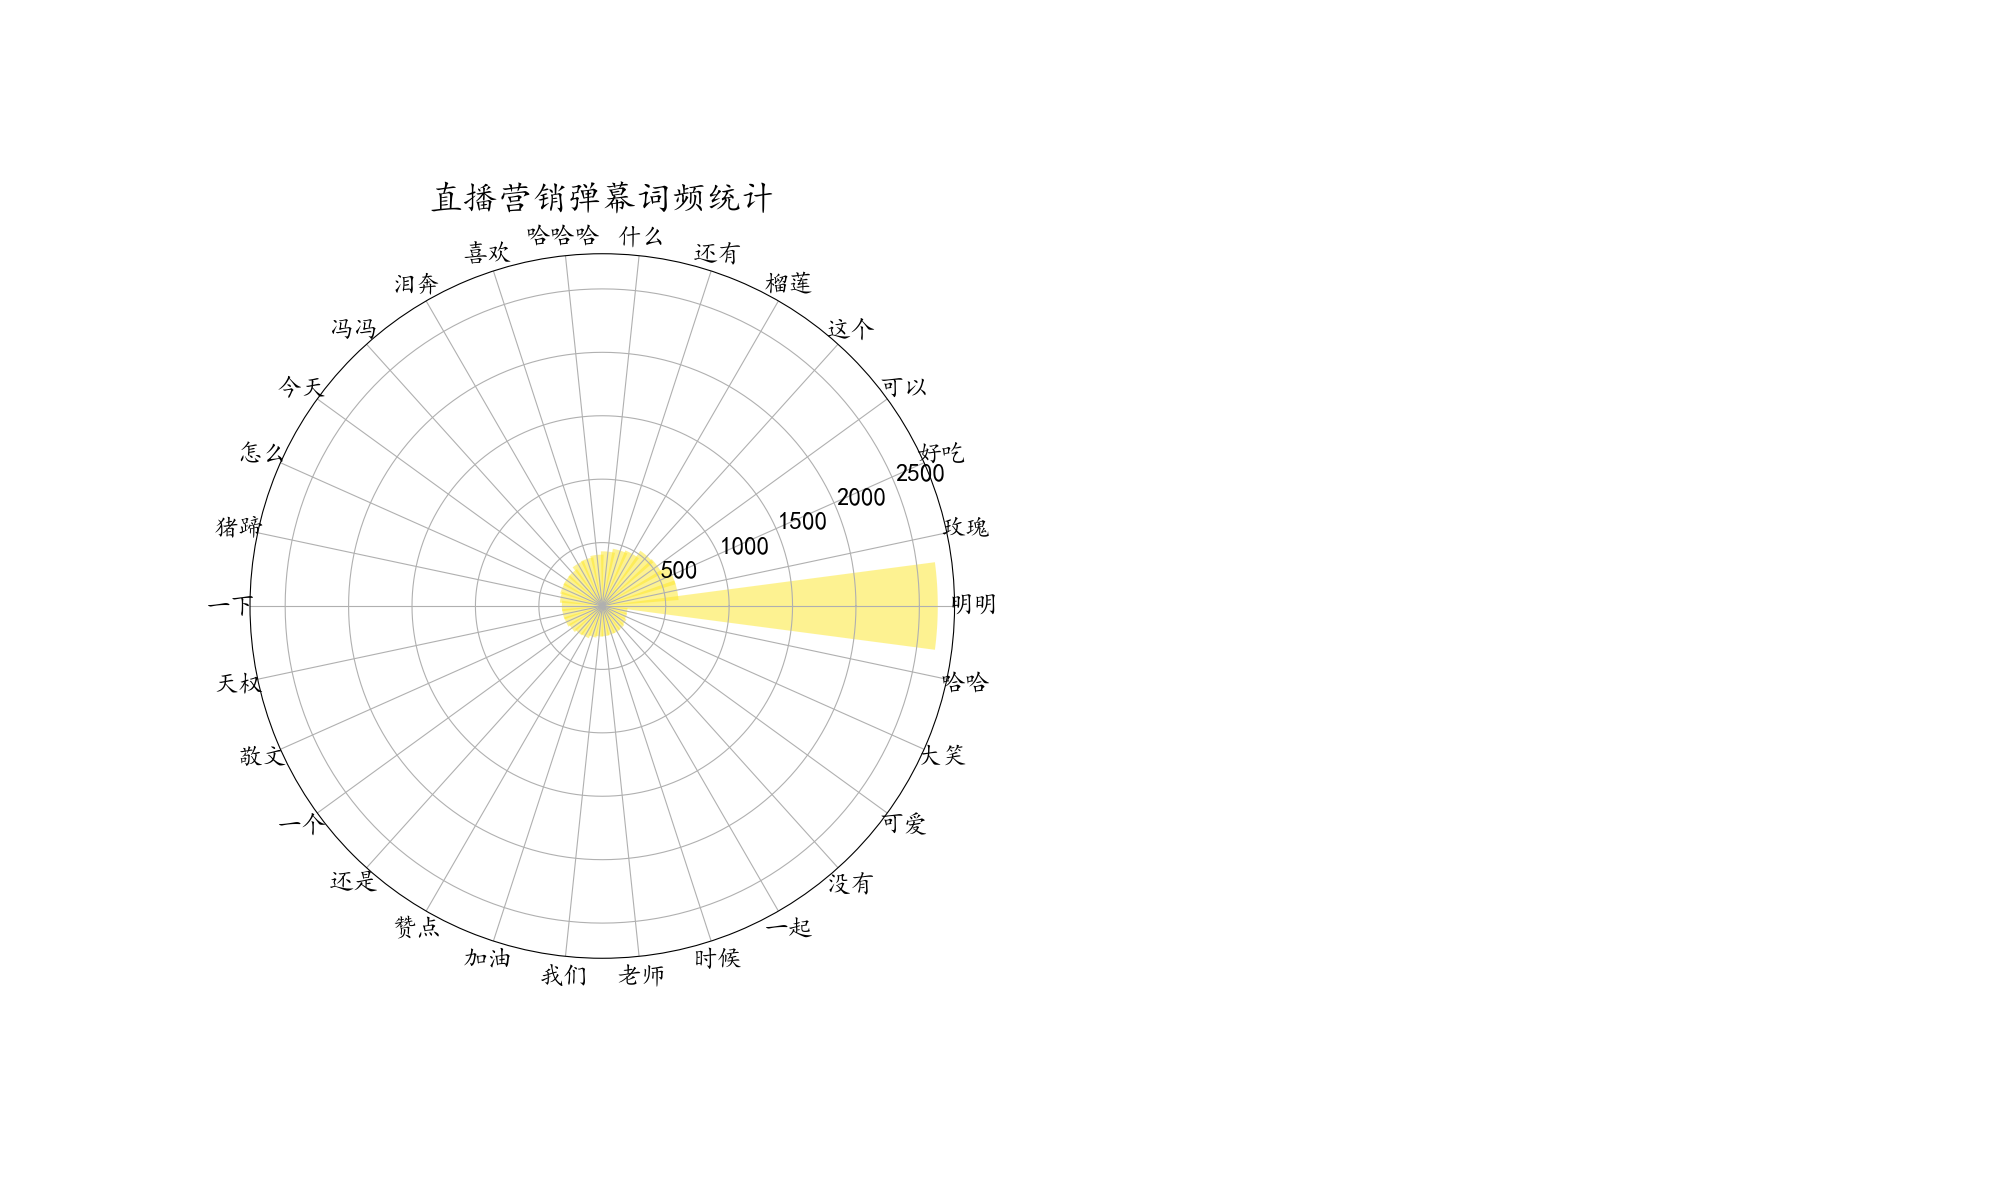 直播营销弹幕词频统计
哈哈哈
什么
喜欢
还有
泪奔
榴莲
冯冯
这个
今天
可以
怎么
好吃
2500
2000
猪蹄
玫瑰
1500
1000
500
一下
明明
天权
哈哈
敬文
大笑
一个
可爱
还是
没有
赞点
一起
加油
时候
我们
老师